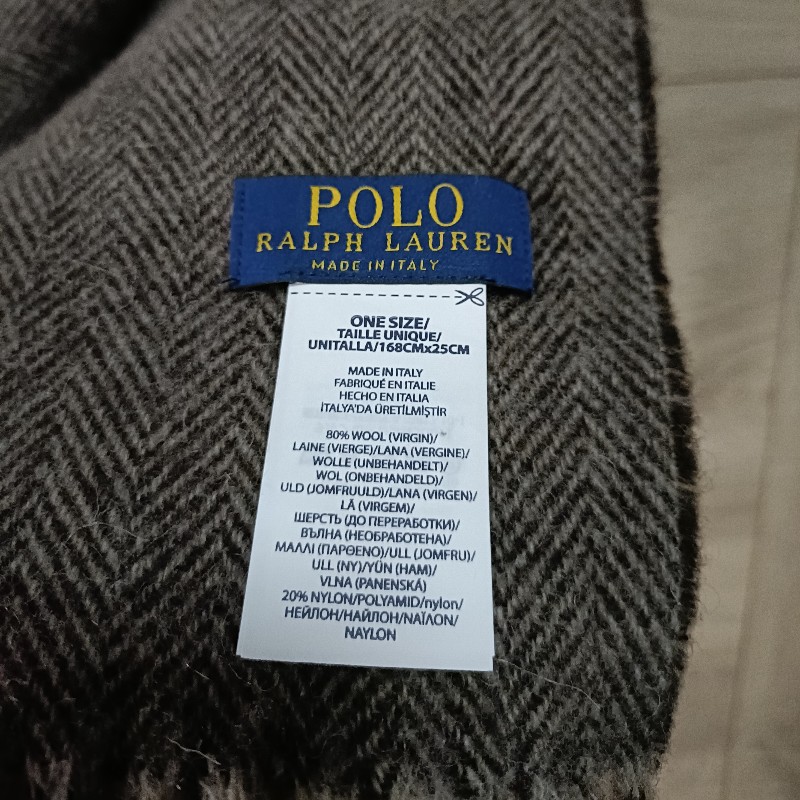 POLO
RALPH LAUREN
MADE IN ITALY
ONE SIZE/
TAILLE UNIQUE/
UNITALLA/168CMx25CM
MADE IN ITALY
FABRIQUÉ EN ITALIE
HECHO EN ITALIA
İTALYA'DA ÜRETİLMİŞTİR
80% WOOL (VIRGIN)/
LAINE (VIERGE)/LANA (VERGINE)/
WOLLE (UNBEHANDELT)/
WOL (ONBEHANDELD)/
ULD (JOMFRUULD)/LANA (VIRGEN)/
LÃ (VIRGEM)/
ШЕРСТЬ (ДО ПЕРЕРАБОТКИ)/
ВЪЛНА (НЕОБРАБОТЕНА)/
ΜΑΛΛΙ (ΠΑΡΘΕΝΟ)/ULL (JOMFRU)/
ULL (NY)/YÜN (HAM)/
VLNA (PANENSKÁ)
20% NYLON/POLYAMID/nylon/
НЕЙЛОН/НАЙЛОН/ΝΑΪΛΟΝ/
NAYLON